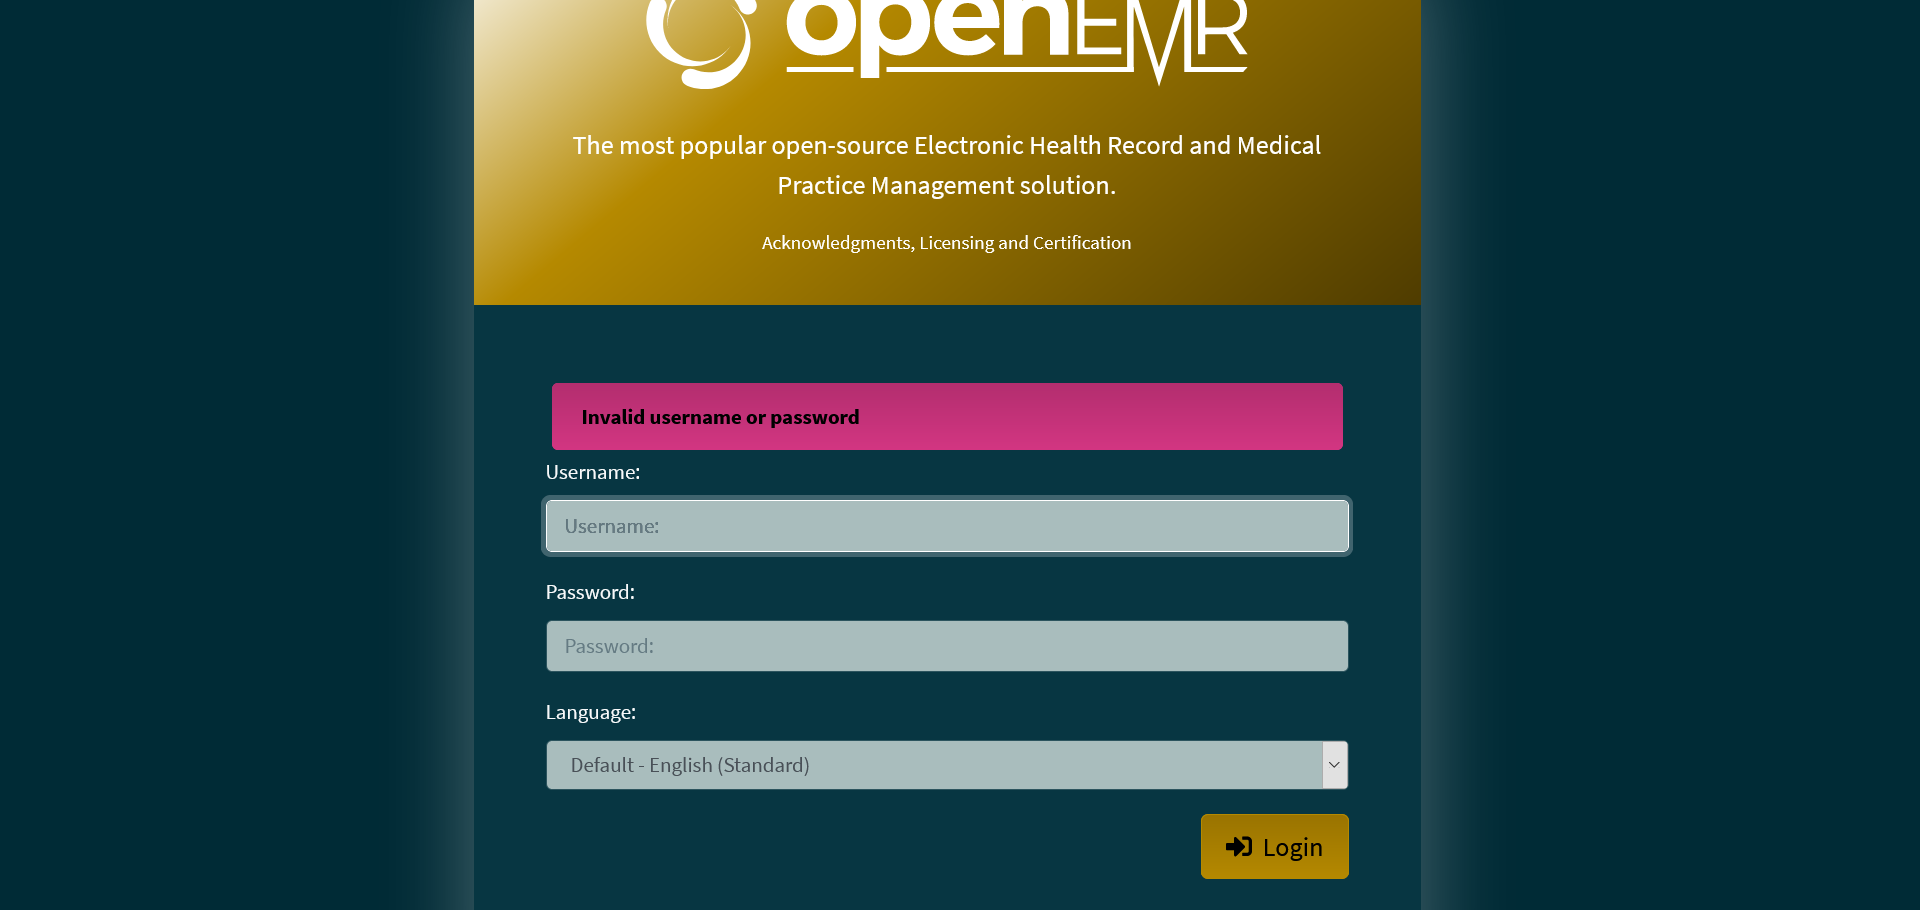 openEMR
The most popular open-source Electronic Health Record and Medical
Practice Management solution.
Acknowledgments, Licensing and Certification
Invalid username or password
Username:
Username:
Password:
Password:
Language:
Default - English (Standard)
Login